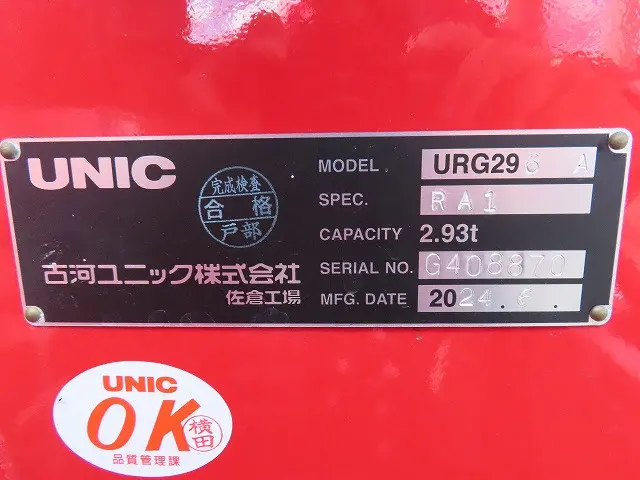 UNIC
完成検査
合格
戸部
古河ユニック株式会社
佐倉工場
MODEL URG296 A
SPEC. RA1
CAPACITY 2.93t
SERIAL NO. G408870
MFG. DATE 2024.6.
UNIC
OK
横田
品質管理課